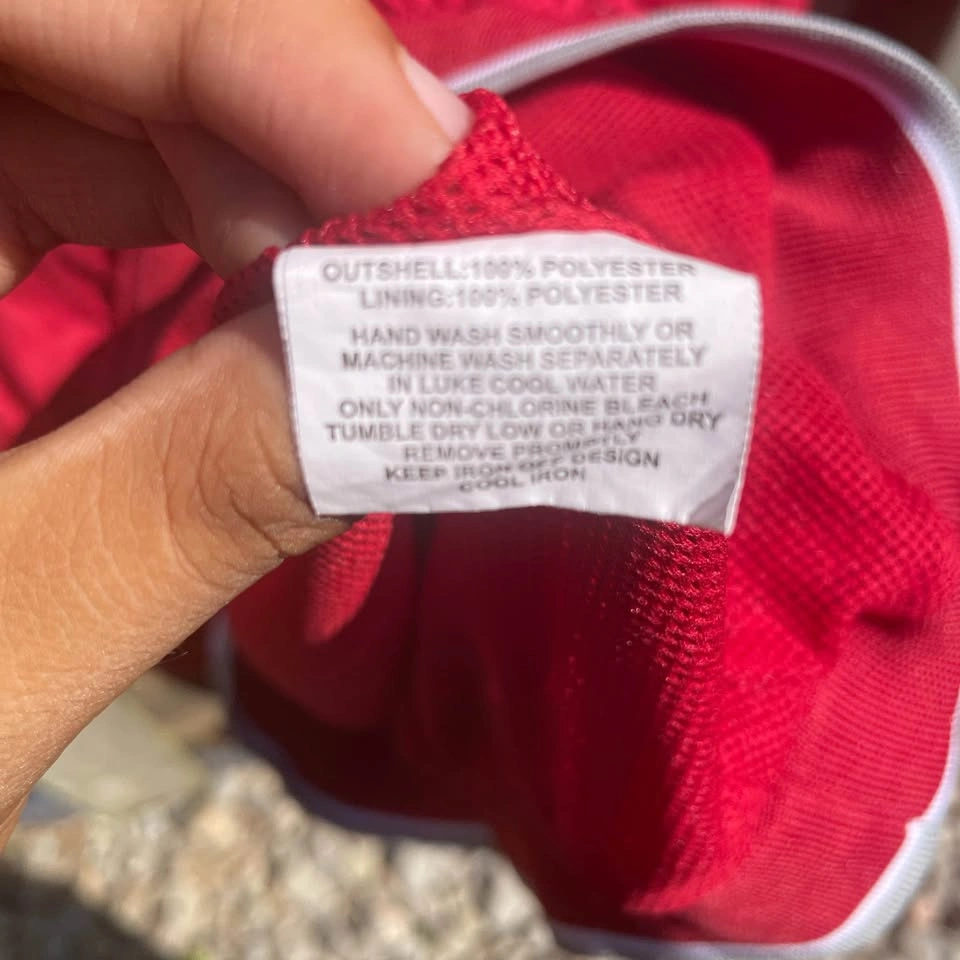 OUTSHELL:100% POLYESTER
LINING:100% POLYESTER
HAND WASH SMOOTHLY OR
MACHINE WASH SEPARATELY
IN LUKE COOL WATER
ONLY NON-CHLORINE BLEACH
TUMBLE DRY LOW OR HANG DRY
REMOVE PROMPTLY
KEEP IRON OFF DESIGN
COOL IRON